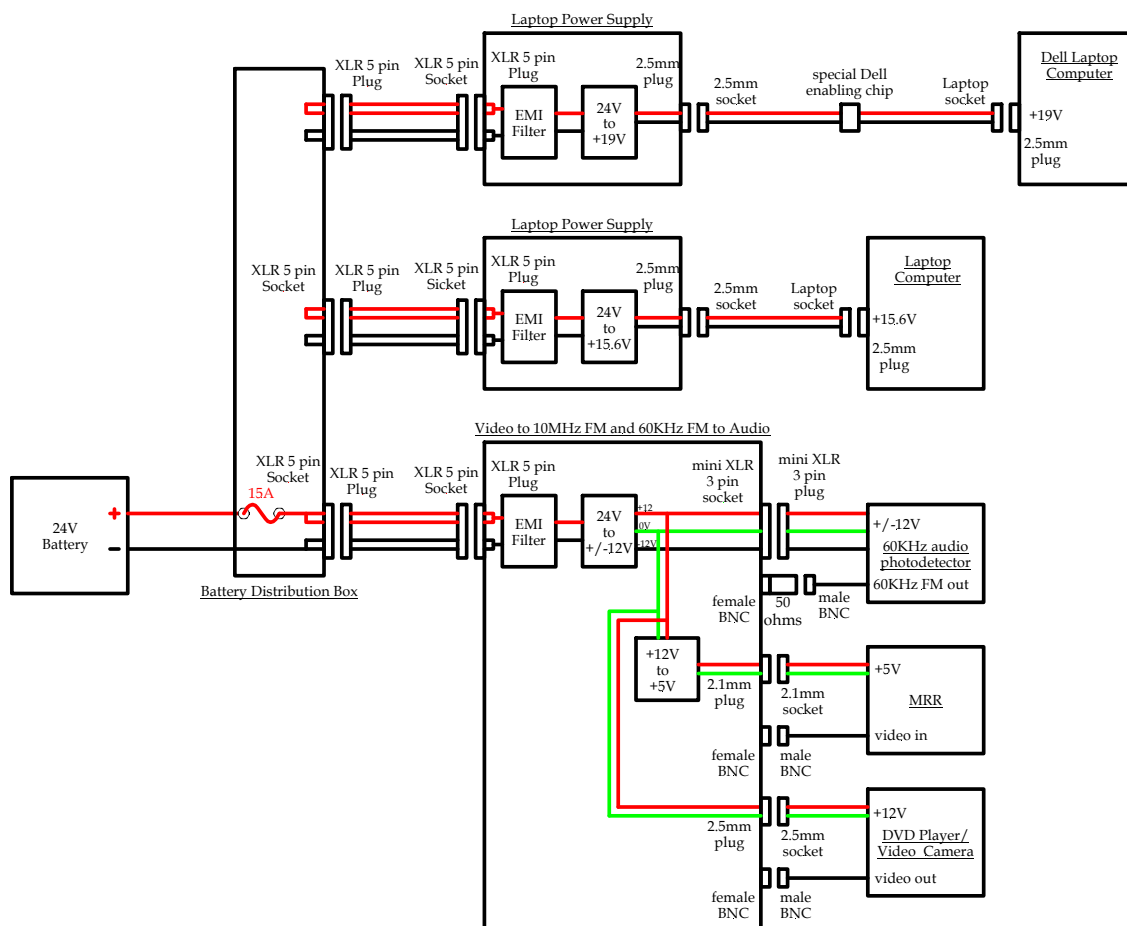 Laptop Power Supply
XLR 5 pin
Plug
XLR 5 pin
Socket
XLR 5 pin
Plug
2.5mm
plug
2.5mm
socket
special Dell
enabling chip
Laptop
socket
Dell Laptop
Computer
EMI
Filter
24V
to
+19V
+19V
2.5mm
plug
Laptop Power Supply
XLR 5 pin
Socket
XLR 5 pin
Plug
XLR 5 pin
Sicket
XLR 5 pin
Plug
2.5mm
plug
2.5mm
socket
Laptop
socket
Laptop
Computer
EMI
Filter
24V
to
+15.6V
+15.6V
2.5mm
plug
Video to 10MHz FM and 60KHz FM to Audio
XLR 5 pin
Socket
XLR 5 pin
Plug
XLR 5 pin
Socket
XLR 5 pin
Plug
mini XLR
3 pin
socket
mini XLR
3 pin
plug
15A
+
24V
Battery
–
EMI
Filter
24V
to
+/-12V
+12
0V
-12V
+/-12V
60KHz audio
photodetector
60KHz FM out
Battery Distribution Box
female
BNC
50
ohms
male
BNC
+12V
to
+5V
2.1mm
plug
2.1mm
socket
+5V
MRR
video in
female
BNC
male
BNC
2.5mm
plug
2.5mm
socket
+12V
DVD Player/
Video Camera
video out
female
BNC
male
BNC